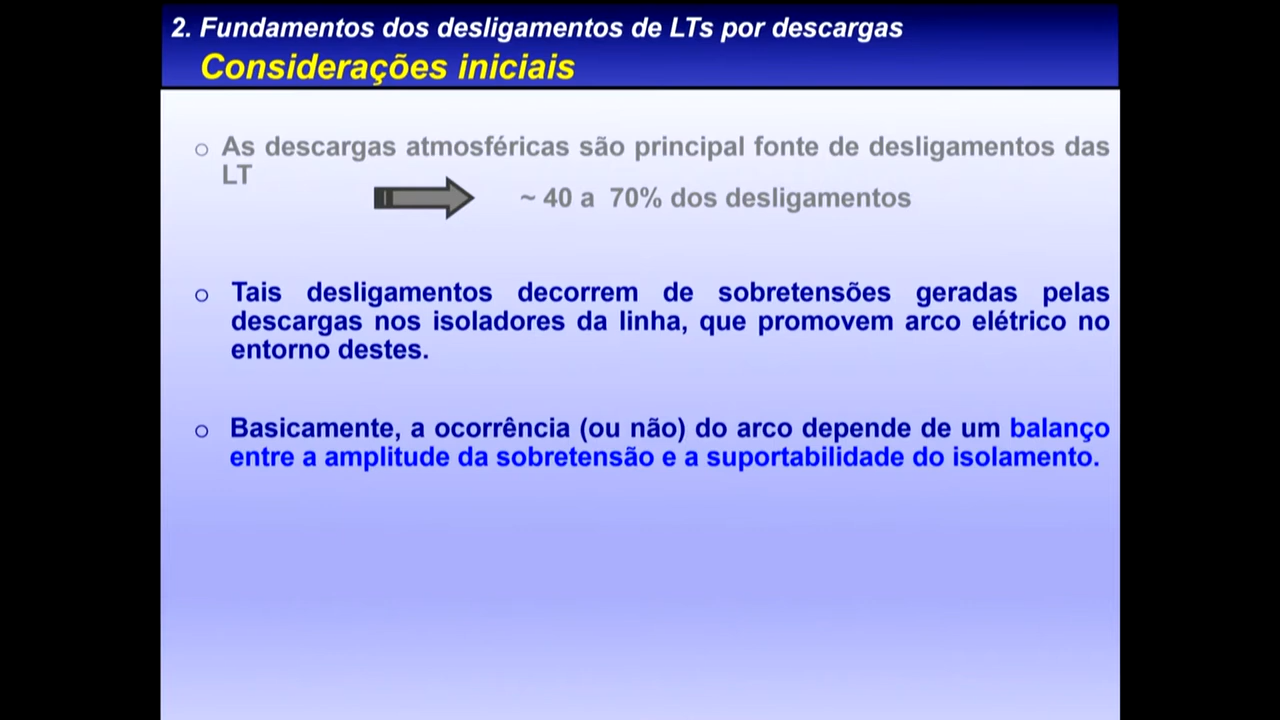 2. Fundamentos dos desligamentos de LTs por descargas
Considerações iniciais
o As descargas atmosféricas são principal fonte de desligamentos das
LT
~ 40 a 70% dos desligamentos
o Tais desligamentos decorrem de sobretensões geradas pelas
descargas nos isoladores da linha, que promovem arco elétrico no
entorno destes.
o Basicamente, a ocorrência (ou não) do arco depende de um balanço
entre a amplitude da sobretensão e a suportabilidade do isolamento.